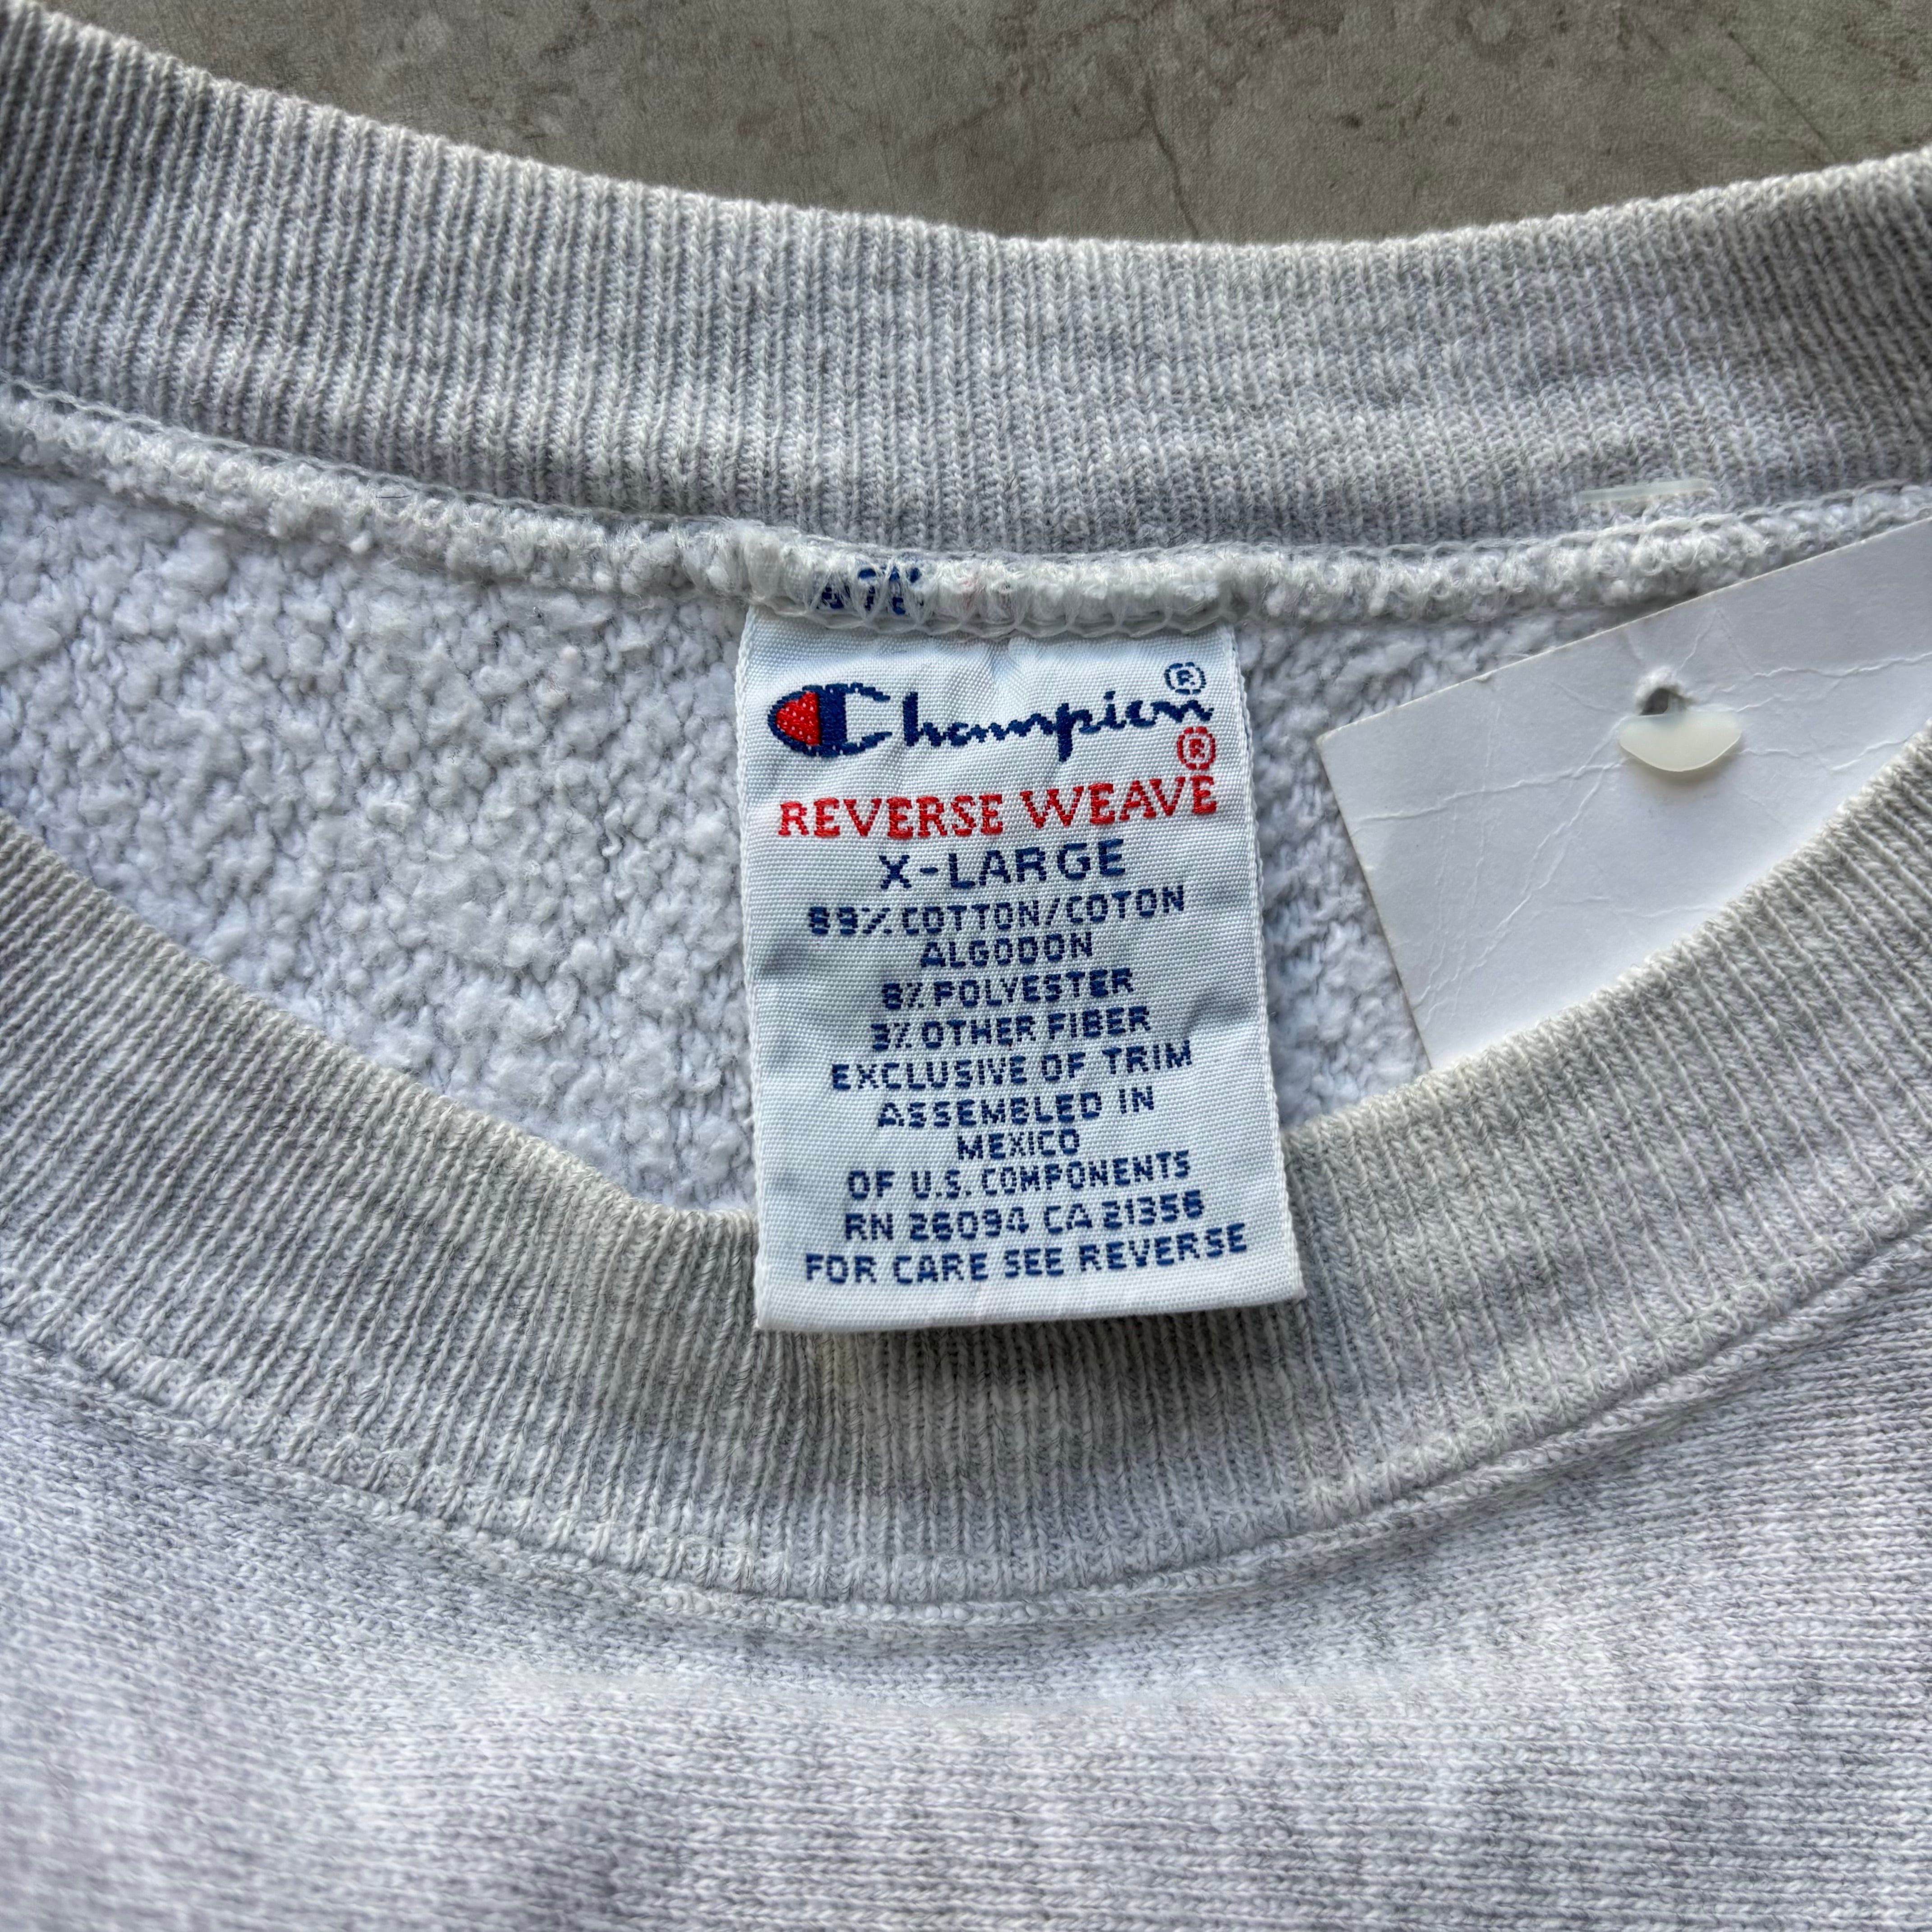 Champion®
®
REVERSE WEAVE
X-LARGE
89% COTTON/COTON
ALGODON
8% POLYESTER
3% OTHER FIBER
EXCLUSIVE OF TRIM
ASSEMBLED IN
MEXICO
OF U.S. COMPONENTS
RN 26094 CA 21356
FOR CARE SEE REVERSE